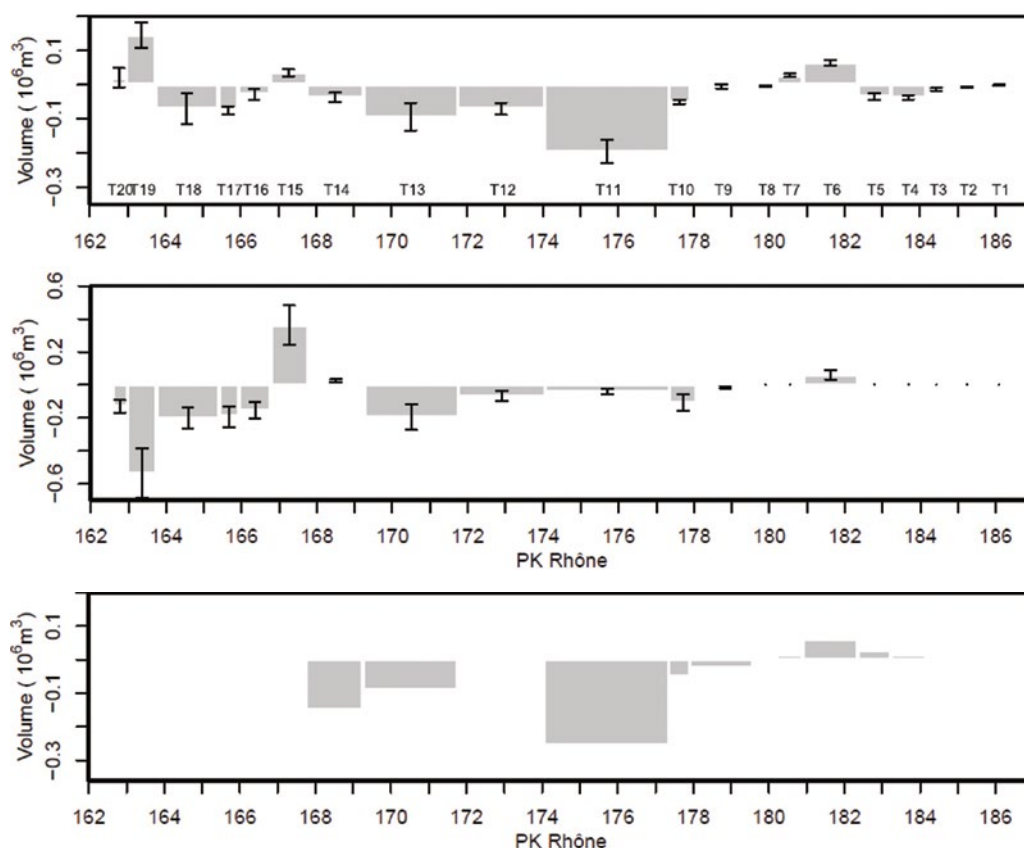 Volume ( 10⁶m³)
0.1
−0.1
−0.3
T20 T19 T18 T17 T16 T15 T14 T13 T12 T11 T10 T9 T8 T7 T6 T5 T4 T3 T2 T1
162 164 166 168 170 172 174 176 178 180 182 184 186
Volume ( 10⁶m³)
0.6
0.2
−0.2
−0.6
162 164 166 168 170 172 174 176 178 180 182 184 186
PK Rhône
Volume ( 10⁶m³)
0.1
−0.1
−0.3
162 164 166 168 170 172 174 176 178 180 182 184 186
PK Rhône